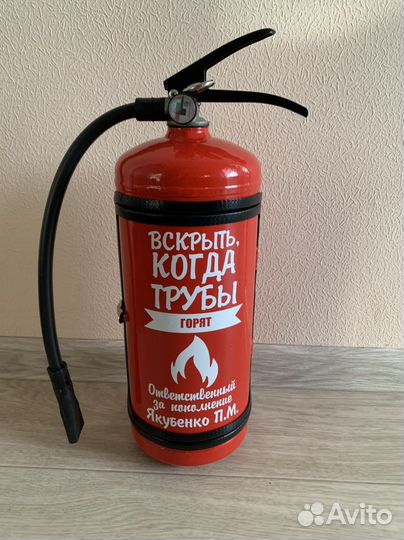 ВСКРЫТЬ,
КОГДА
ТРУБЫ
ГОРЯТ
Ответственный
за пополнение
Якубенко П.М.
Avito